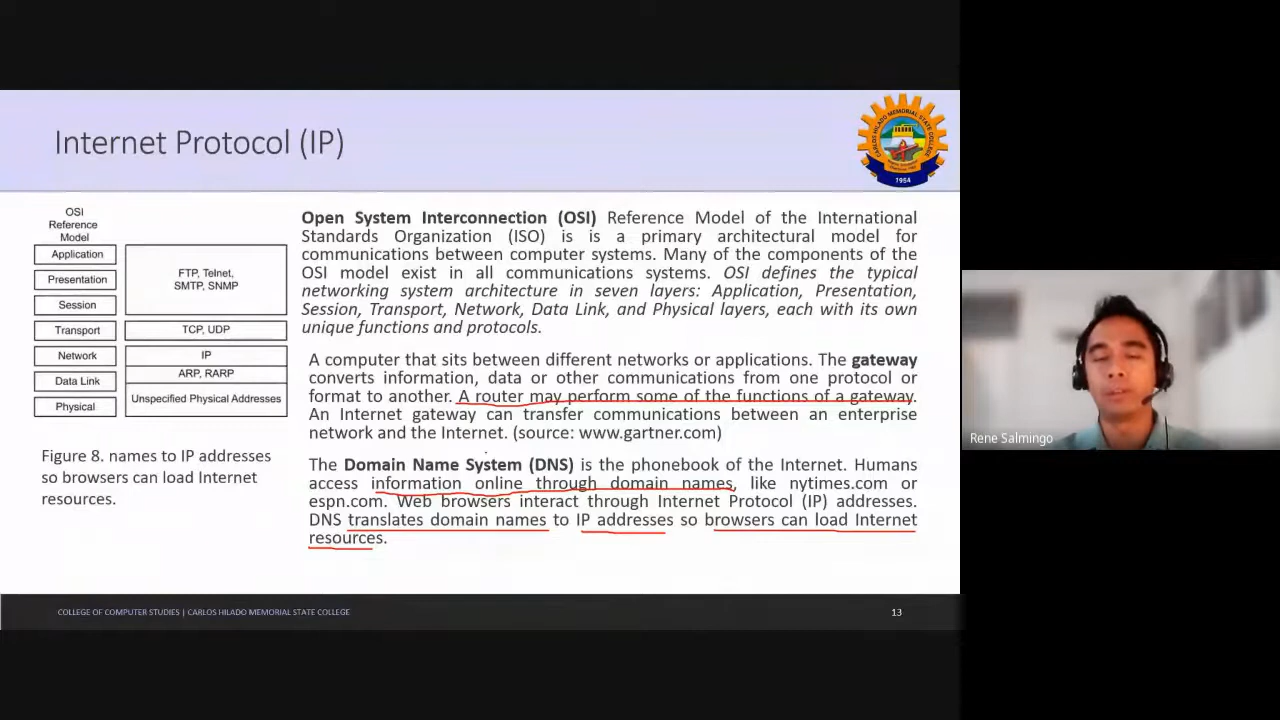 Internet Protocol (IP)
CARLOS HILADO MEMORIAL STATE COLLEGE
1954
OSI
Reference
Model
Application
Presentation
Session
Transport
Network
Data Link
Physical
FTP, Telnet,
SMTP, SNMP
TCP, UDP
IP
ARP, RARP
Unspecified Physical Addresses
Figure 8. names to IP addresses
so browsers can load Internet
resources.
Open System Interconnection (OSI) Reference Model of the International
Standards Organization (ISO) is is a primary architectural model for
communications between computer systems. Many of the components of the
OSI model exist in all communications systems. OSI defines the typical
networking system architecture in seven layers: Application, Presentation,
Session, Transport, Network, Data Link, and Physical layers, each with its own
unique functions and protocols.
A computer that sits between different networks or applications. The gateway
converts information, data or other communications from one protocol or
format to another. A router may perform some of the functions of a gateway.
An Internet gateway can transfer communications between an enterprise
network and the Internet. (source: www.gartner.com)
The Domain Name System (DNS) is the phonebook of the Internet. Humans
access information online through domain names, like nytimes.com or
espn.com. Web browsers interact through Internet Protocol (IP) addresses.
DNS translates domain names to IP addresses so browsers can load Internet
resources.
Rene Salmingo
COLLEGE OF COMPUTER STUDIES | CARLOS HILADO MEMORIAL STATE COLLEGE
13